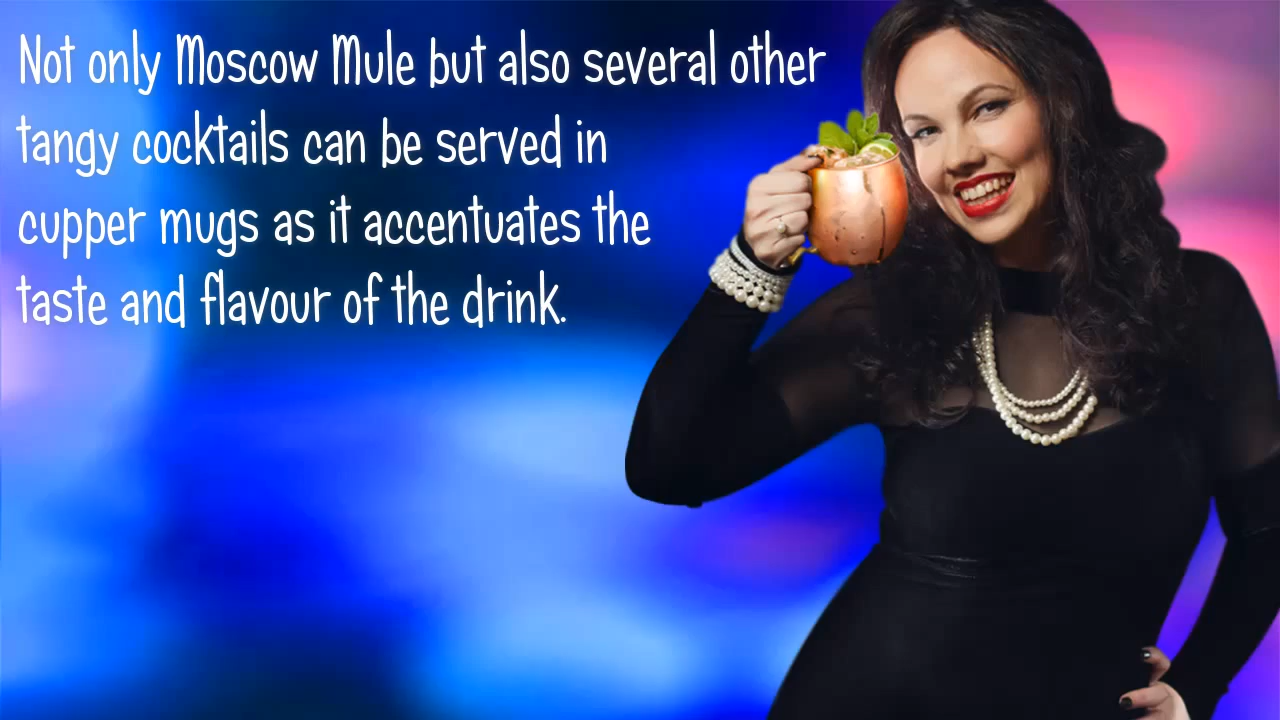 Not only Moscow Mule but also several other
tangy cocktails can be served in
cupper mugs as it accentuates the
taste and flavour of the drink.